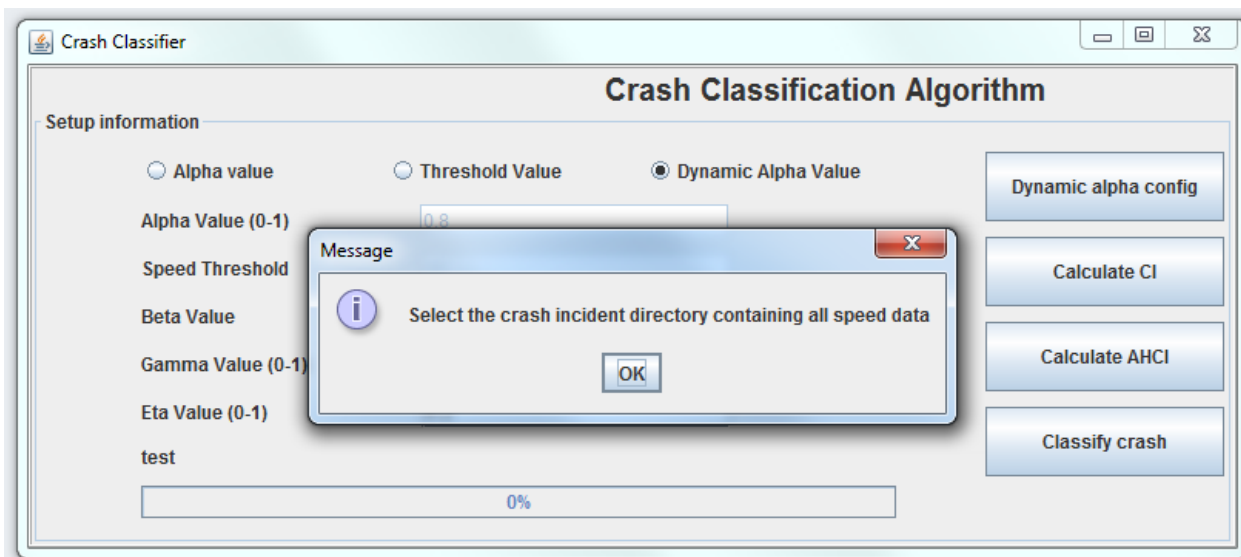 Crash Classifier
Crash Classification Algorithm
Setup information
Alpha value
Threshold Value
Dynamic Alpha Value
Dynamic alpha config
Alpha Value (0-1)
0.8
Message
Speed Threshold
Calculate CI
Select the crash incident directory containing all speed data
Beta Value
Gamma Value (0-1)
Calculate AHCI
OK
Eta Value (0-1)
Classify crash
test
0%